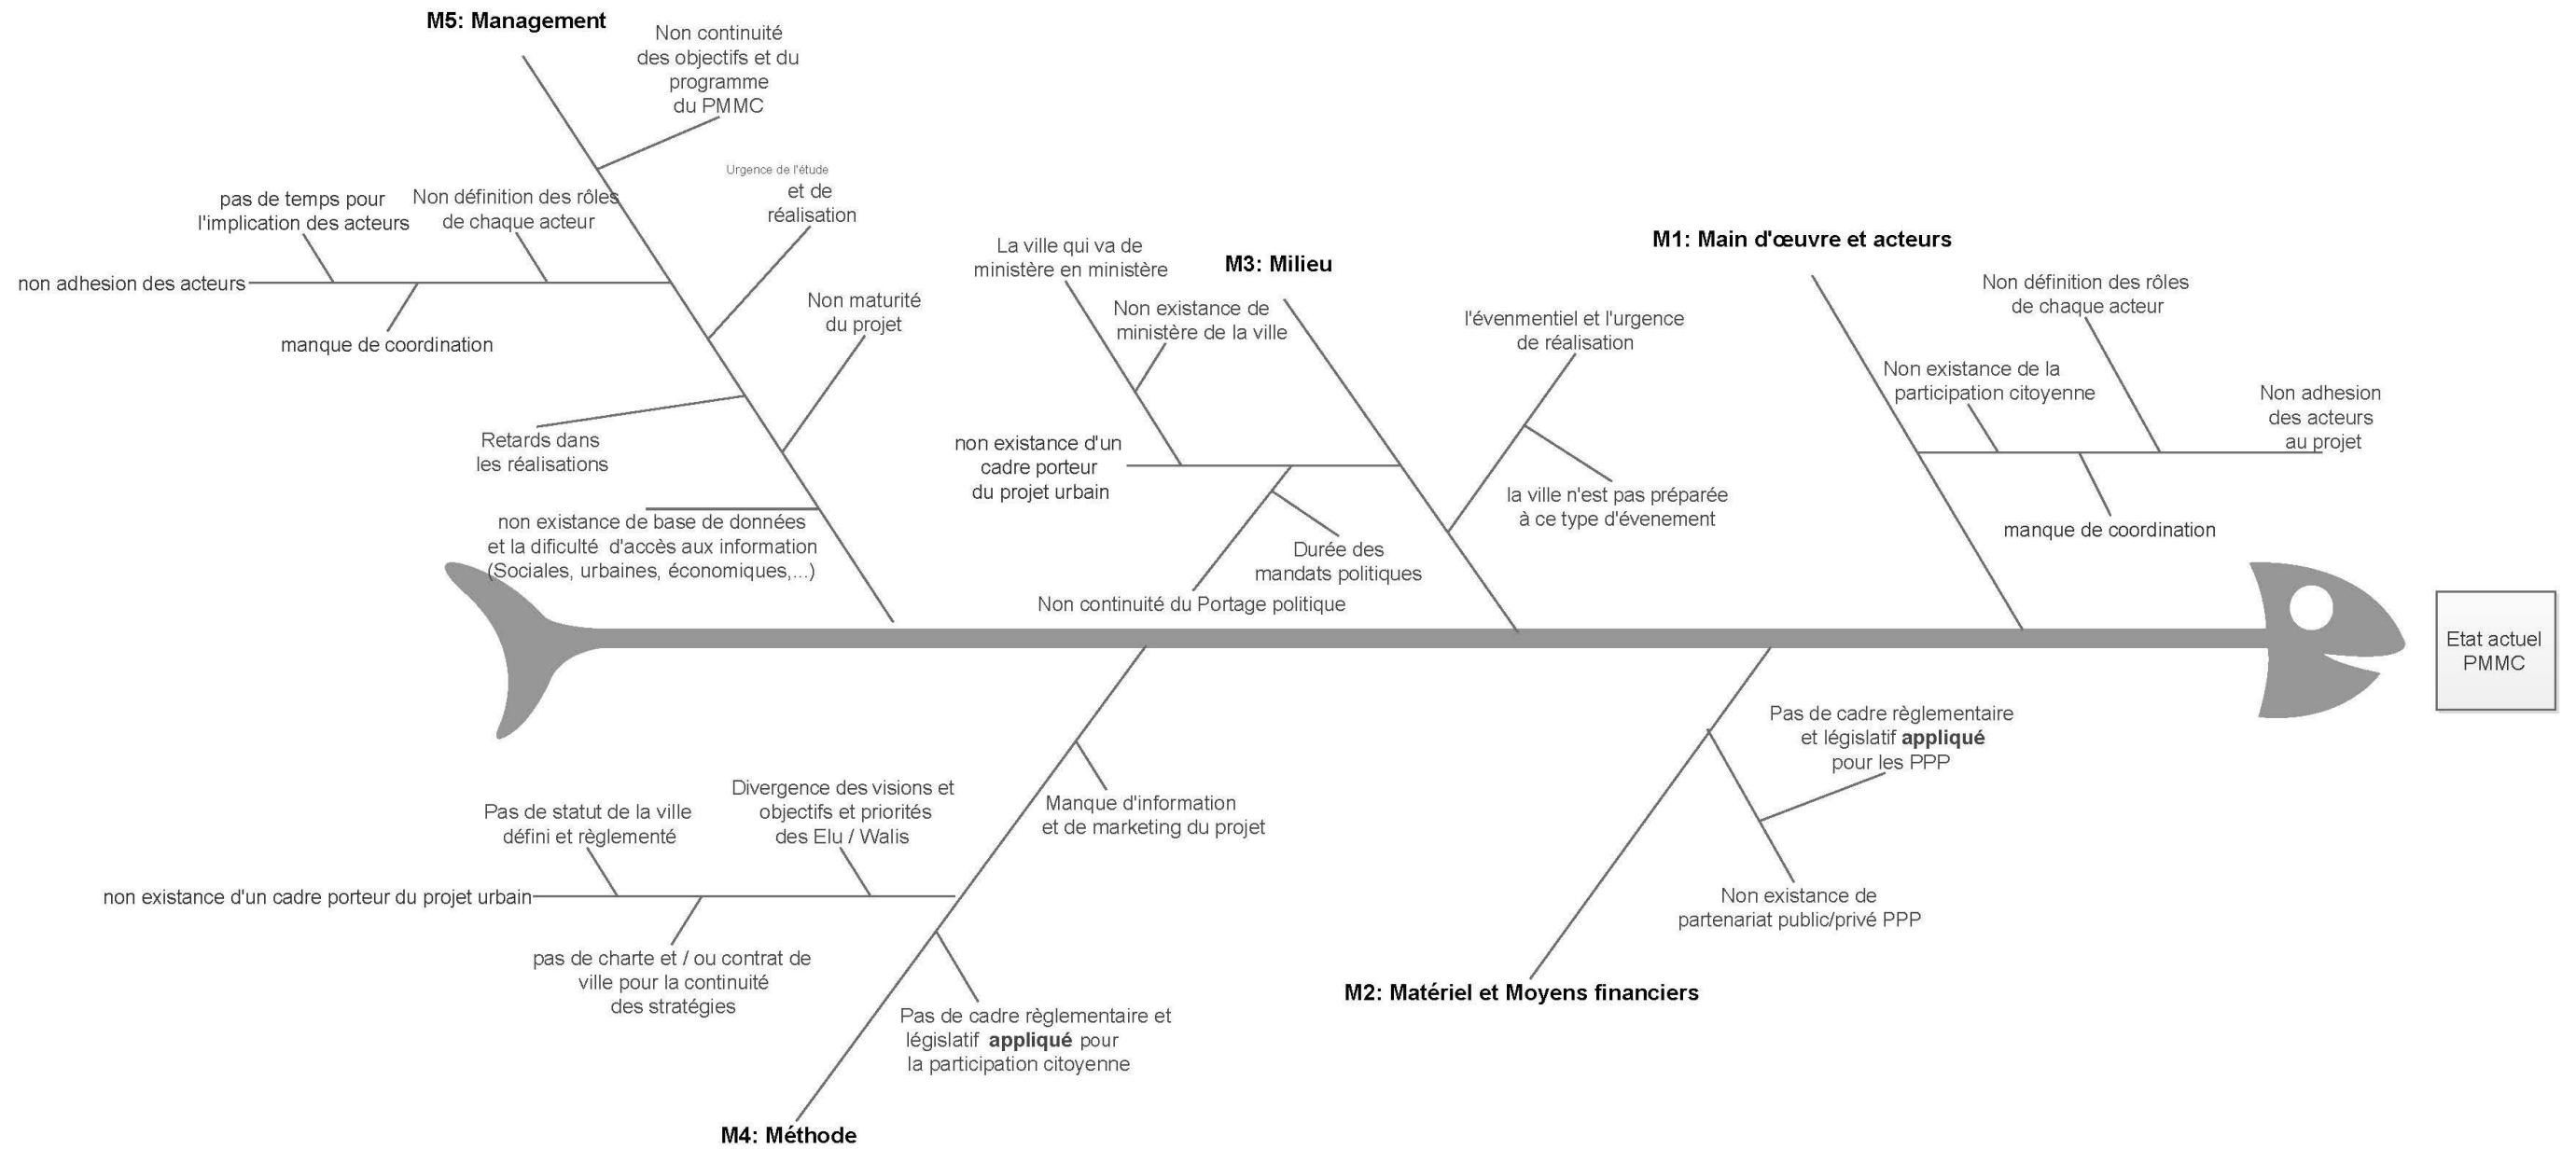 M5: Management
Non continuité
des objectifs et du
programme
du PMMC
Urgence de l'étude
et de
réalisation
pas de temps pour
l'implication des acteurs
Non définition des rôles
de chaque acteur
non adhesion des acteurs
manque de coordination
Non maturité
du projet
Retards dans
les réalisations
non existance de base de données
et la dificulté d'accès aux information
(Sociales, urbaines, économiques,...)
La ville qui va de
ministère en ministère
M3: Milieu
Non existance de
ministère de la ville
l'évenmentiel et l'urgence
de réalisation
non existance d'un
cadre porteur
du projet urbain
la ville n'est pas préparée
à ce type d'évenement
Durée des
mandats politiques
Non continuité du Portage politique
M1: Main d'œuvre et acteurs
Non définition des rôles
de chaque acteur
Non existance de la
participation citoyenne
Non adhesion
des acteurs
au projet
manque de coordination
Etat actuel
PMMC
Pas de cadre règlementaire
et législatif appliqué
pour les PPP
Non existance de
partenariat public/privé PPP
M2: Matériel et Moyens financiers
Manque d'information
et de marketing du projet
Divergence des visions et
objectifs et priorités
des Elu / Walis
Pas de statut de la ville
défini et règlementé
non existance d'un cadre porteur du projet urbain
pas de charte et / ou contrat de
ville pour la continuité
des stratégies
Pas de cadre règlementaire et
législatif appliqué pour
la participation citoyenne
M4: Méthode